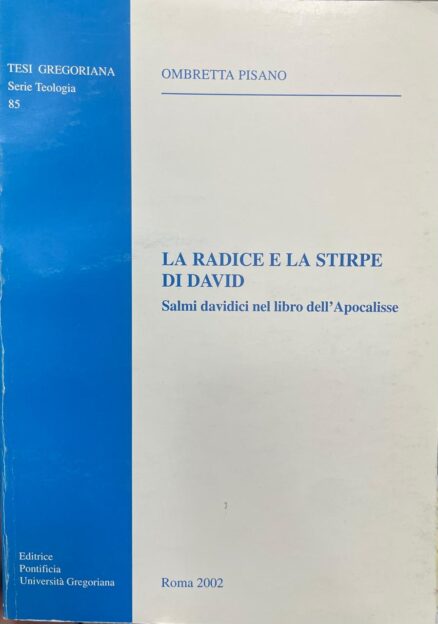 TESI GREGORIANA
Serie Teologia
85
OMBRETTA PISANO
LA RADICE E LA STIRPE
DI DAVID
Salmi davidici nel libro dell'Apocalisse
Editrice
Pontificia
Università Gregoriana
Roma 2002